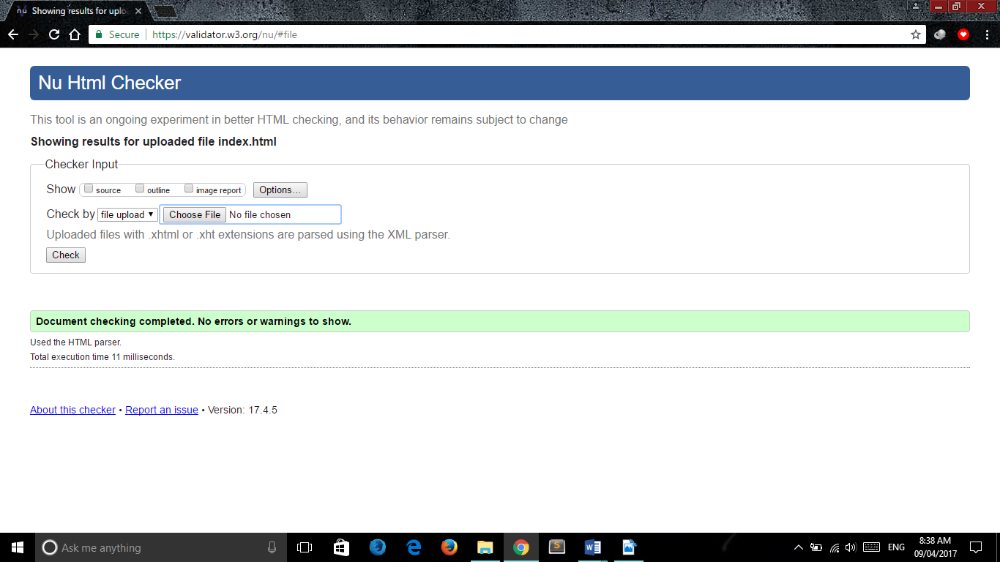 nu Showing results for uplo
Secure https://validator.w3.org/nu/#file
Nu Html Checker
This tool is an ongoing experiment in better HTML checking, and its behavior remains subject to change
Showing results for uploaded file index.html
Checker Input
Show source outline image report Options...
Check by file upload Choose File No file chosen
Uploaded files with .xhtml or .xht extensions are parsed using the XML parser.
Check
Document checking completed. No errors or warnings to show.
Used the HTML parser.
Total execution time 11 milliseconds.
About this checker • Report an issue • Version: 17.4.5
Ask me anything
ENG
8:38 AM
09/04/2017